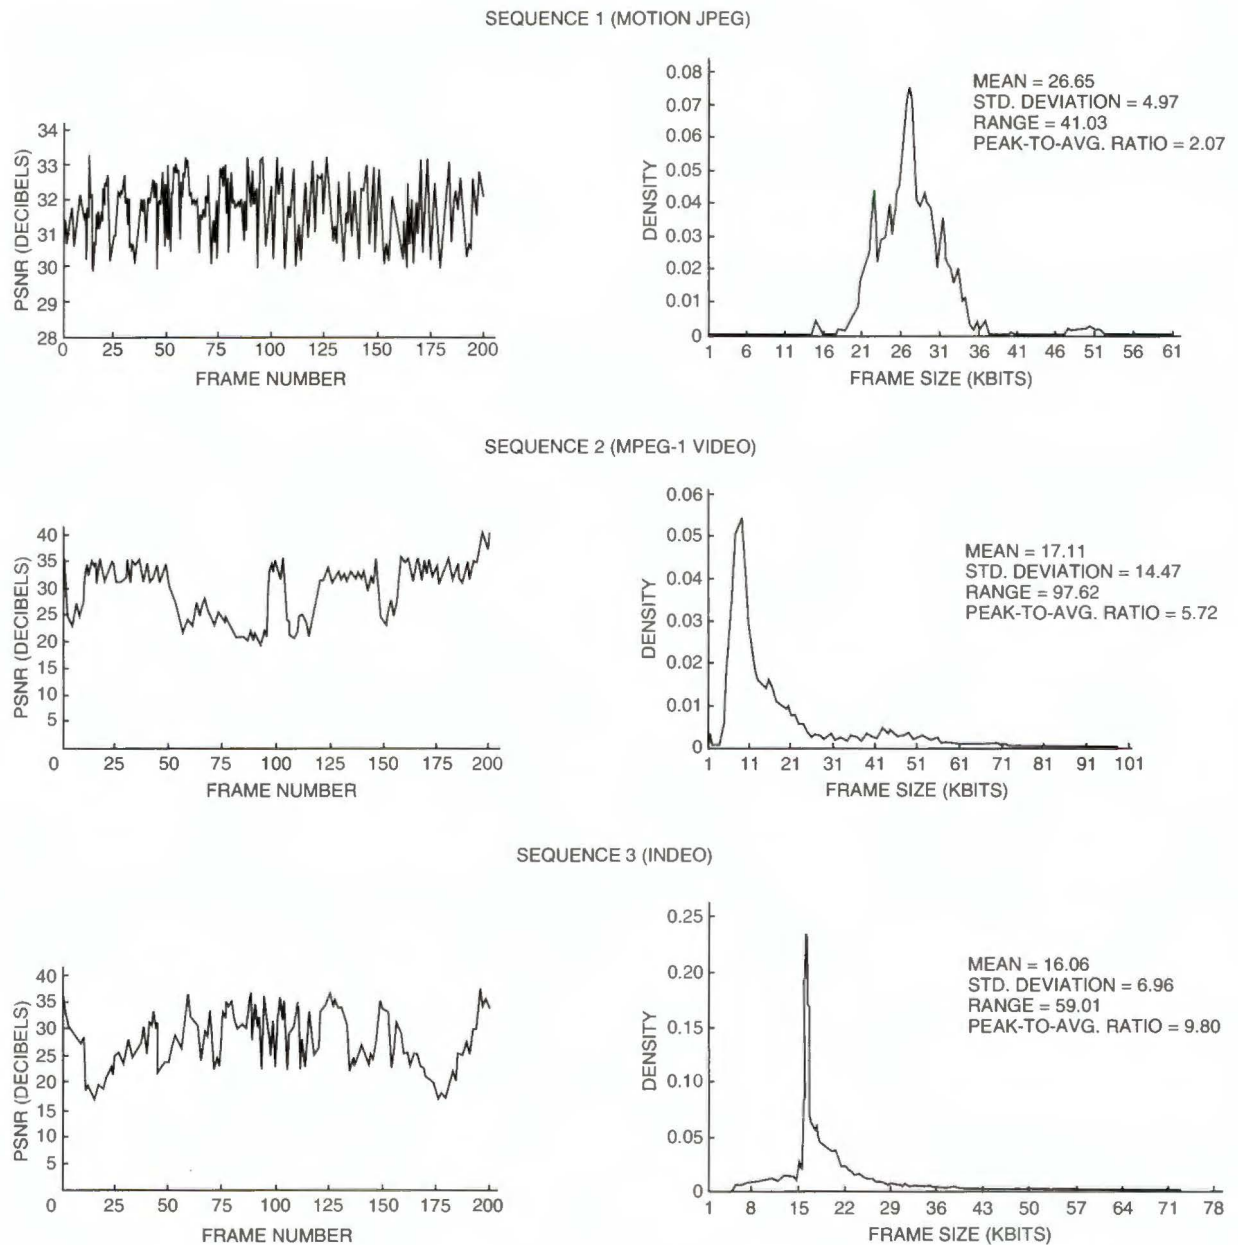 SEQUENCE 1 (MOTION JPEG)
PSNR (DECIBELS)
34
33
32
31
30
29
28
0 25 50 75 100 125 150 175 200
FRAME NUMBER
DENSITY
0.08
0.07
0.06
0.05
0.04
0.03
0.02
0.01
0
1 6 11 16 21 26 31 36 41 46 51 56 61
FRAME SIZE (KBITS)
MEAN = 26.65
STD. DEVIATION = 4.97
RANGE = 41.03
PEAK-TO-AVG. RATIO = 2.07
SEQUENCE 2 (MPEG-1 VIDEO)
PSNR (DECIBELS)
40
35
30
25
20
15
10
5
0 25 50 75 100 125 150 175 200
FRAME NUMBER
DENSITY
0.06
0.05
0.04
0.03
0.02
0.01
0
1 11 21 31 41 51 61 71 81 91 101
FRAME SIZE (KBITS)
MEAN = 17.11
STD. DEVIATION = 14.47
RANGE = 97.62
PEAK-TO-AVG. RATIO = 5.72
SEQUENCE 3 (INDEO)
PSNR (DECIBELS)
40
35
30
25
20
15
10
5
0 25 50 75 100 125 150 175 200
FRAME NUMBER
DENSITY
0.25
0.20
0.15
0.10
0.05
0
1 8 15 22 29 36 43 50 57 64 71 78
FRAME SIZE (KBITS)
MEAN = 16.06
STD. DEVIATION = 6.96
RANGE = 59.01
PEAK-TO-AVG. RATIO = 9.80